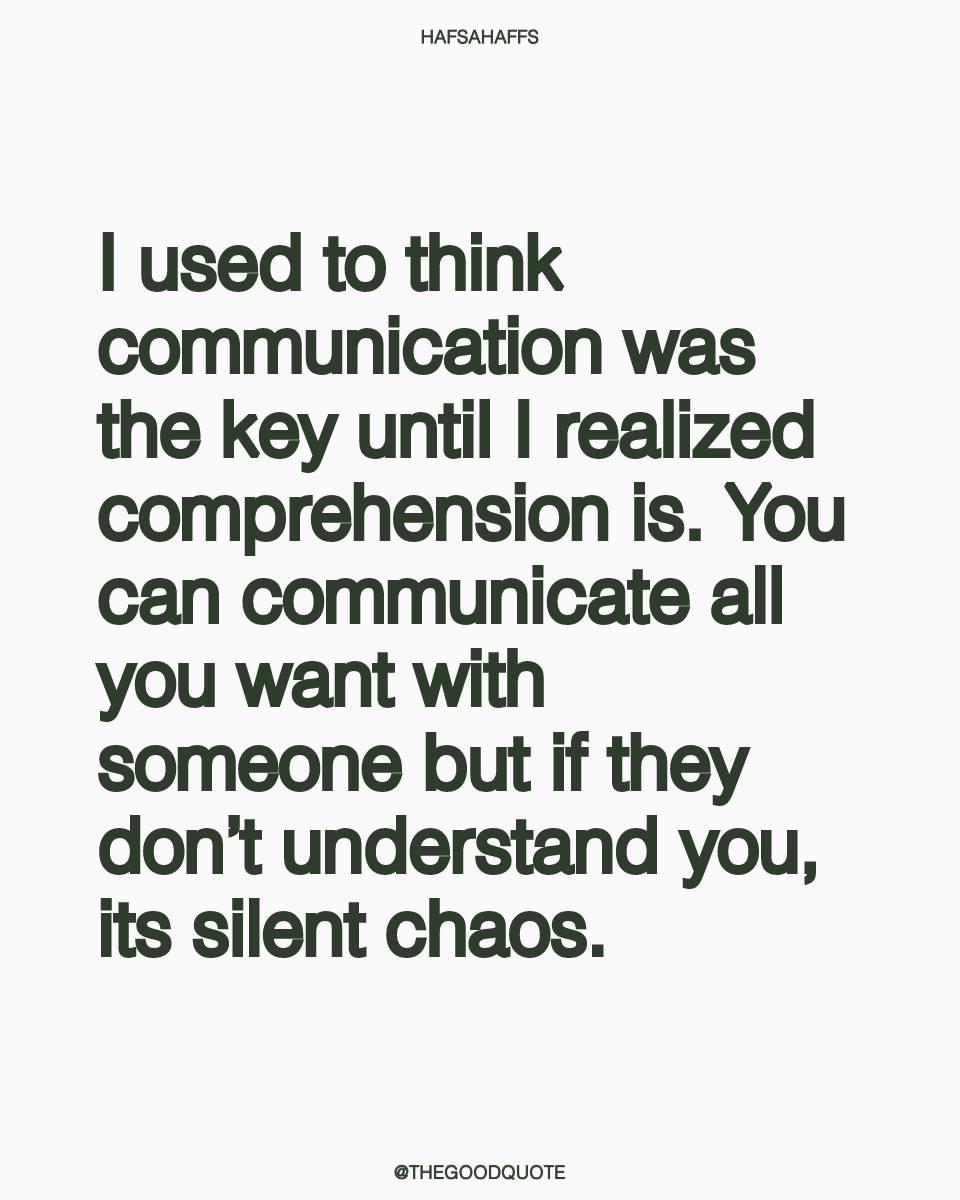 HAFSAHAFFS
I used to think
communication was
the key until I realized
comprehension is. You
can communicate all
you want with
someone but if they
don’t understand you,
its silent chaos.
@THEGOODQUOTE